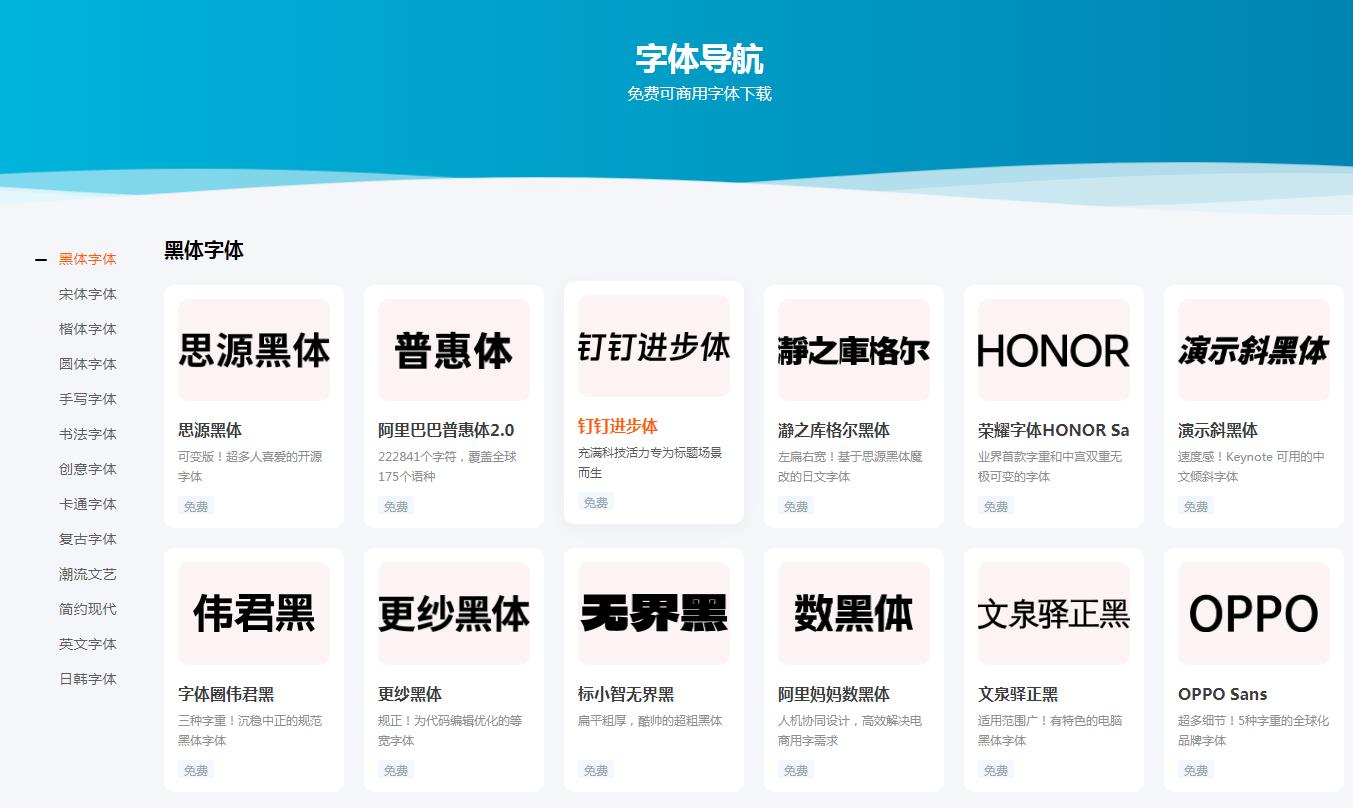 字体导航
免费可商用字体下载
黑体字体
宋体字体
楷体字体
圆体字体
手写字体
书法字体
创意字体
卡通字体
复古字体
潮流文艺
简约现代
英文字体
日韩字体
黑体字体
思源黑体
思源黑体
可变版！超多人喜爱的开源
字体
免费
普惠体
阿里巴巴普惠体2.0
222841个字符，覆盖全球
175个语种
免费
钉钉进步体
钉钉进步体
充满科技活力专为标题场景
而生
免费
瀞之庫格尔
瀞之库格尔黑体
左扁右宽！基于思源黑体魔
改的日文字体
免费
HONOR
荣耀字体HONOR Sa
业界首款字重和中宫双重无
极可变的字体
免费
演示斜黑体
演示斜黑体
速度感！Keynote 可用的中
文倾斜字体
免费
伟君黑
字体圈伟君黑
三种字重！沉稳中正的规范
黑体字体
免费
更纱黑体
更纱黑体
规正！为代码编辑优化的等
宽字体
免费
无界黑
标小智无界黑
扁平粗厚，酷帅的超粗黑体
免费
数黑体
阿里妈妈数黑体
人机协同设计，高效解决电
商用字需求
免费
文泉驿正黑
文泉驿正黑
适用范围广！有特色的电脑
黑体字体
免费
OPPO
OPPO Sans
超多细节！5种字重的全球化
品牌字体
免费